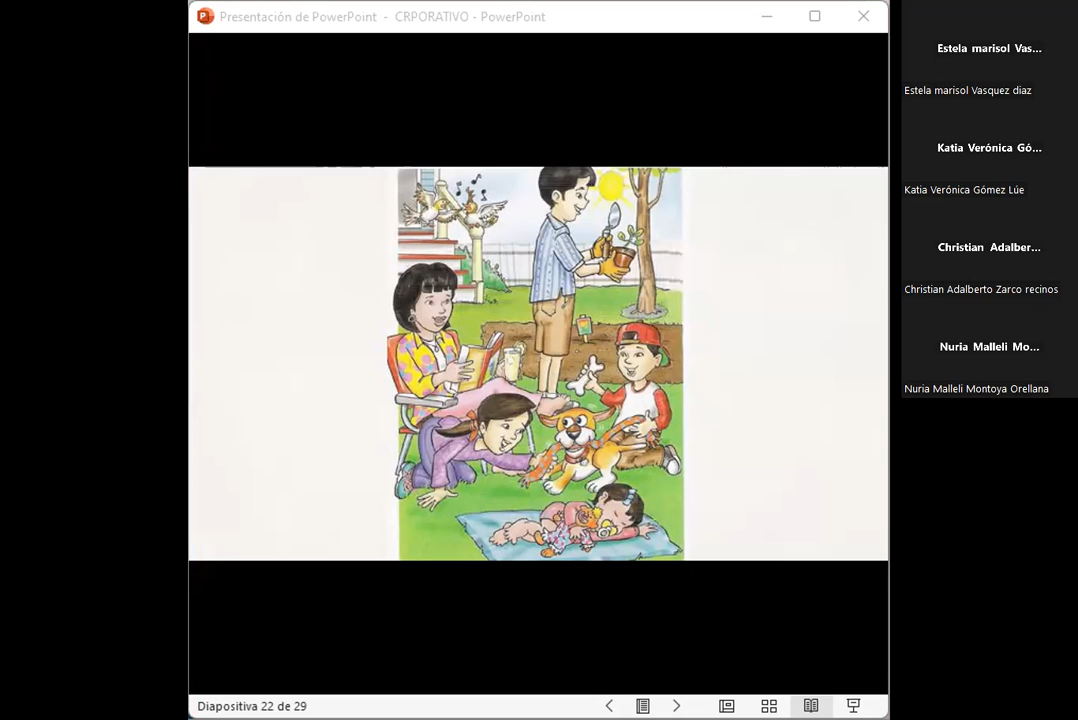 Presentación de PowerPoint - CRPORATIVO - PowerPoint
Estela marisol Vas...
Estela marisol Vasquez diaz
Katia Verónica Gó...
Katia Verónica Gómez Lúe
Christian Adalber...
Christian Adalberto Zarco recinos
Nuria Malleli Mo...
Nuria Malleli Montoya Orellana
Diapositiva 22 de 29